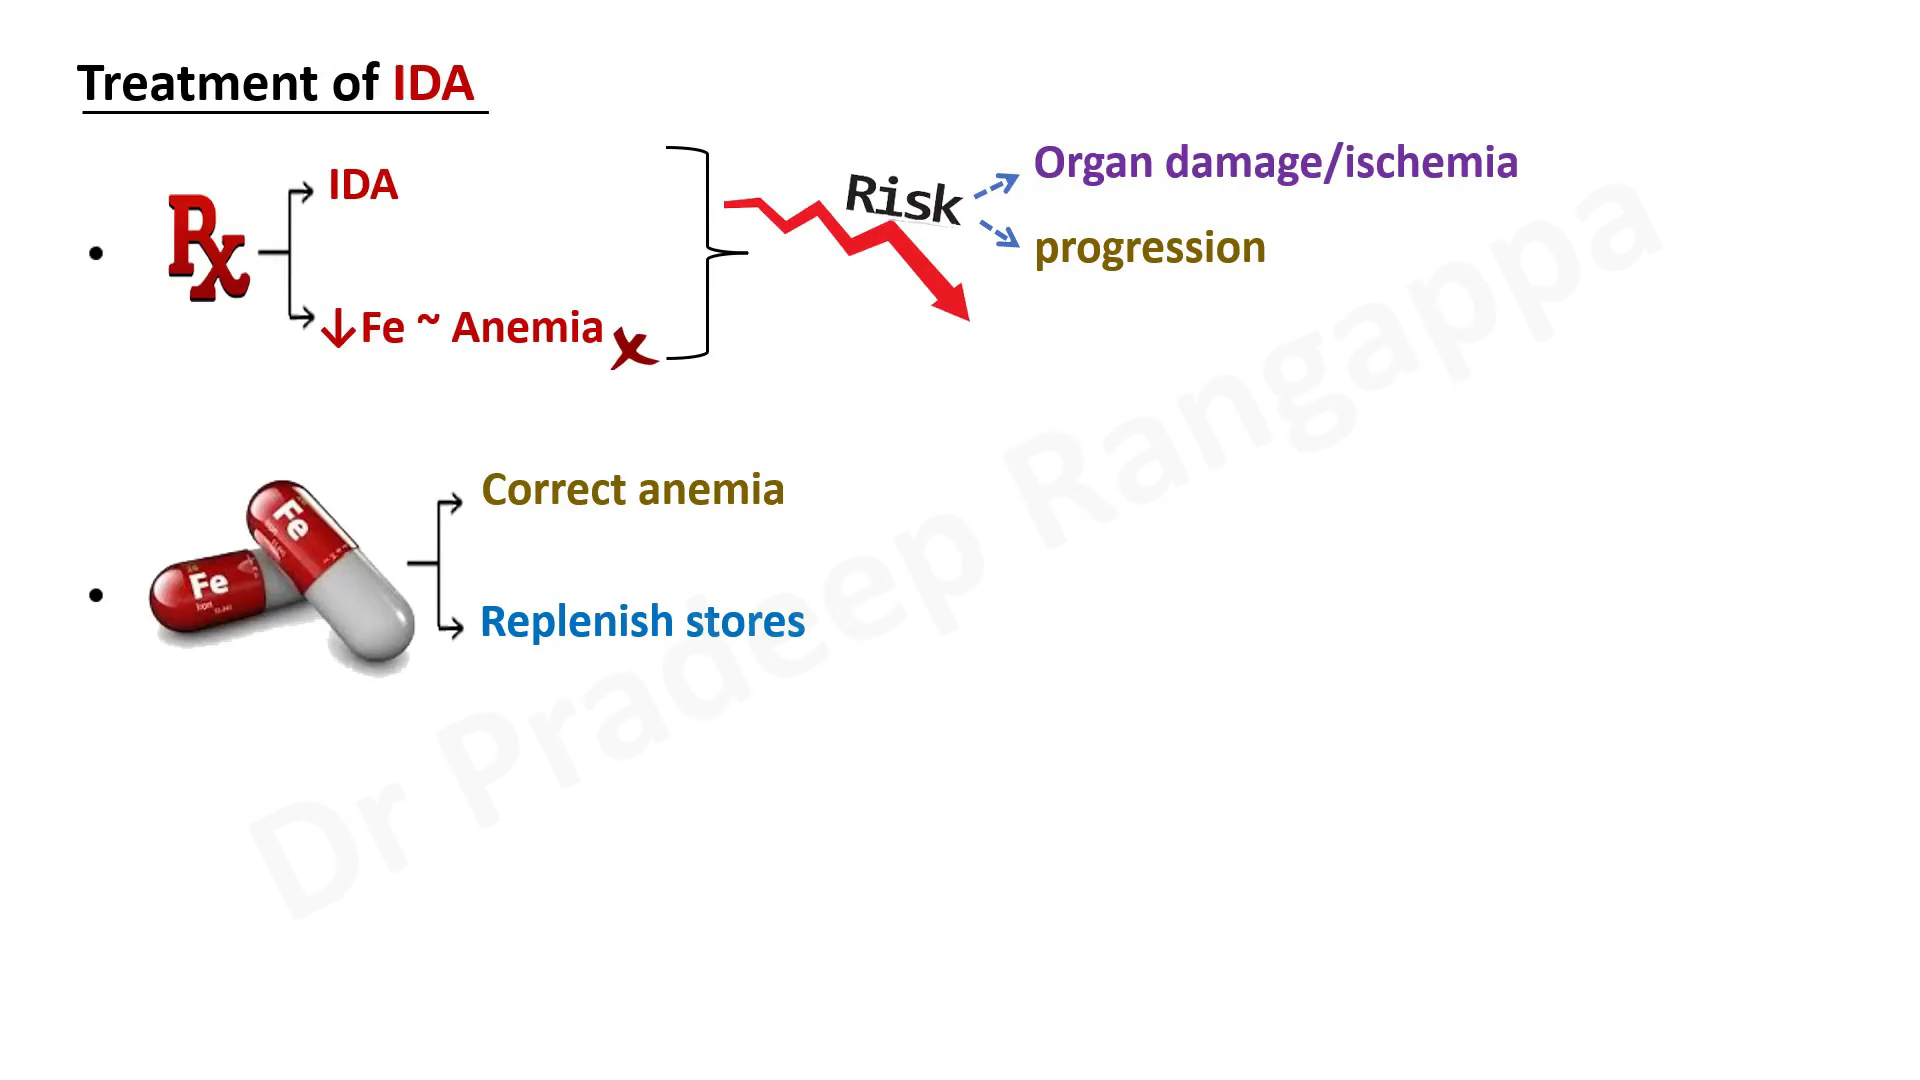 Treatment of IDA
Organ damage/ischemia
Risk
IDA
Rx
progression
↓Fe ~ Anemia
Correct anemia
Fe
Fe
Iron
Replenish stores
Dr Pradeep Rangappa